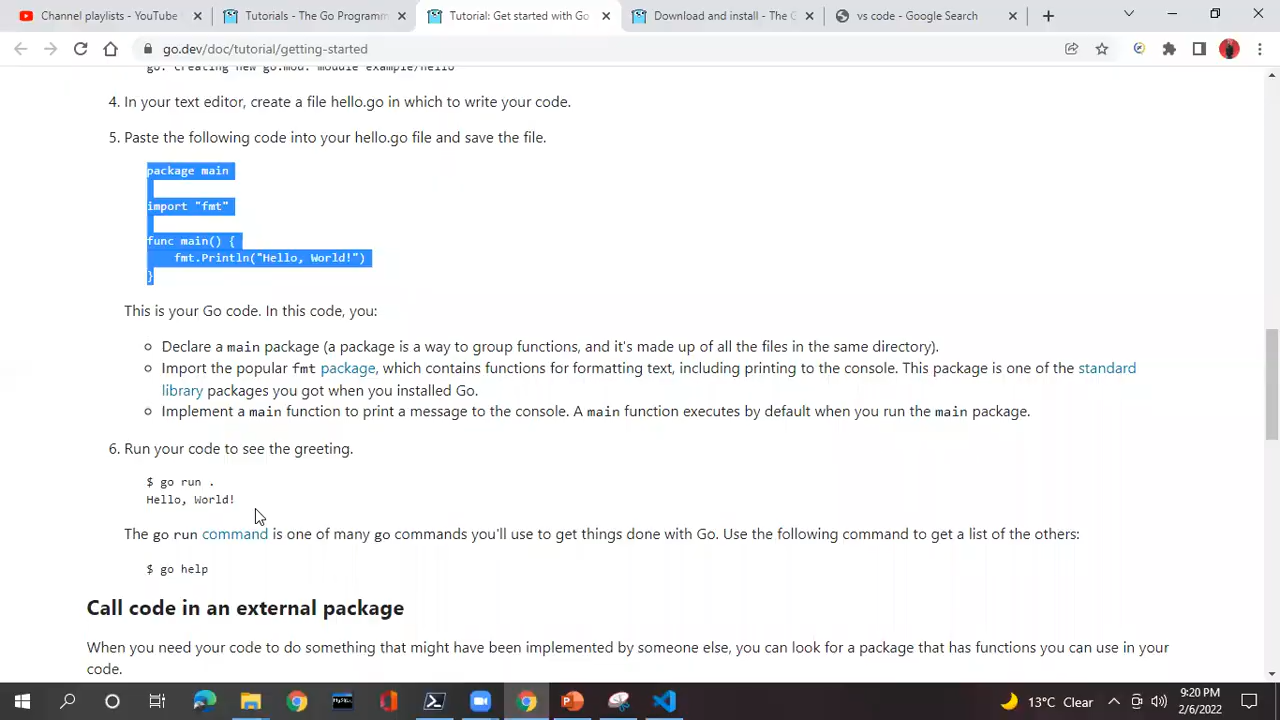 Channel playlists - YouTube
Tutorials - The Go Programm
Tutorial: Get started with Go
Download and install - The G
vs code - Google Search
go.dev/doc/tutorial/getting-started
go: creating new go.mod: module example/hello
4. In your text editor, create a file hello.go in which to write your code.
5. Paste the following code into your hello.go file and save the file.
package main
import "fmt"
func main() {
fmt.Println("Hello, World!")
}
This is your Go code. In this code, you:
Declare a main package (a package is a way to group functions, and it's made up of all the files in the same directory).
Import the popular fmt package, which contains functions for formatting text, including printing to the console. This package is one of the standard
library packages you got when you installed Go.
Implement a main function to print a message to the console. A main function executes by default when you run the main package.
6. Run your code to see the greeting.
$ go run .
Hello, World!
The go run command is one of many go commands you'll use to get things done with Go. Use the following command to get a list of the others:
$ go help
Call code in an external package
When you need your code to do something that might have been implemented by someone else, you can look for a package that has functions you can use in your
code.
13°C Clear
9:20 PM
2/6/2022